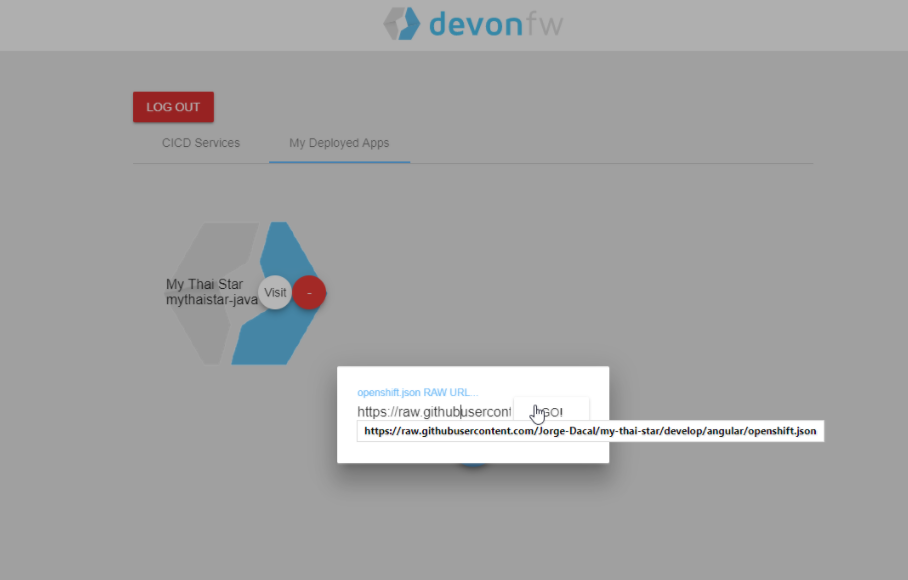 devonfw
LOG OUT
CICD Services
My Deployed Apps
My Thai Star
mythaistar-java
Visit
-
openshift.json RAW URL...
https://raw.githubusercont
GO!
https://raw.githubusercontent.com/Jorge-Dacal/my-thai-star/develop/angular/openshift.json